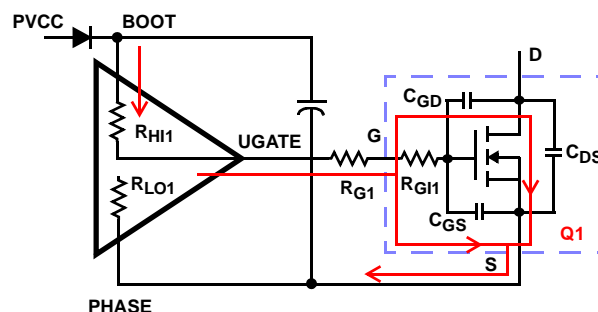 PVCC
BOOT
D
CGD
RHI1
UGATE
G
CDS
RLO1
RG1
RGI1
CGS
Q1
S
PHASE